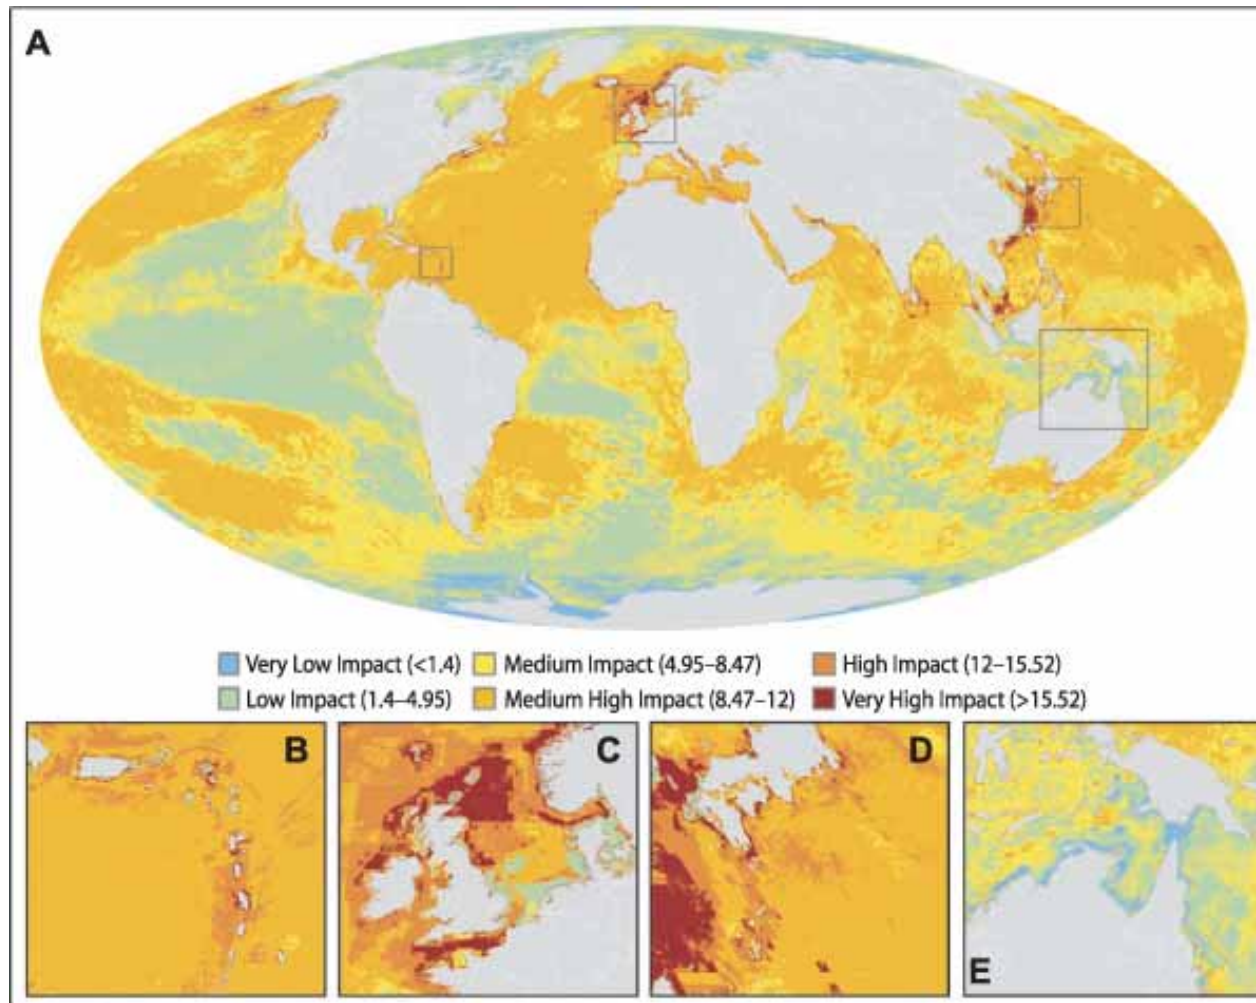 A
Very Low Impact (<1.4)
Medium Impact (4.95–8.47)
High Impact (12–15.52)
Low Impact (1.4–4.95)
Medium High Impact (8.47–12)
Very High Impact (>15.52)
B
C
D
E